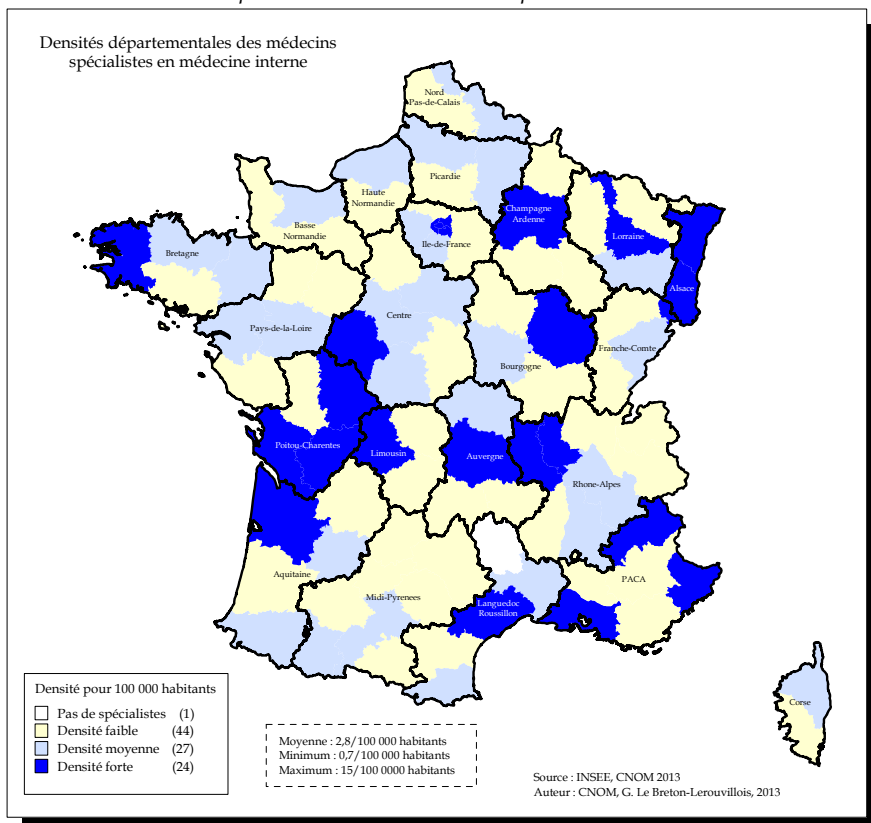 Densités départementales des médecins
spécialistes en médecine interne
Nord
Pas-de-Calais
Picardie
Haute
Normandie
Basse
Normandie
Champagne
Ardenne
Ile-de-France
Lorraine
Alsace
Bretagne
Pays-de-la-Loire
Centre
Bourgogne
Franche-Comte
Poitou-Charentes
Limousin
Auvergne
Rhone-Alpes
Aquitaine
Midi-Pyrenees
Languedoc
Roussillon
PACA
Corse
Densité pour 100 000 habitants
Pas de spécialistes (1)
Densité faible (44)
Densité moyenne (27)
Densité forte (24)
Moyenne : 2,8/100 000 habitants
Minimum : 0,7/100 000 habitants
Maximum : 15/100 0000 habitants
Source : INSEE, CNOM 2013
Auteur : CNOM, G. Le Breton-Lerouvillois, 2013